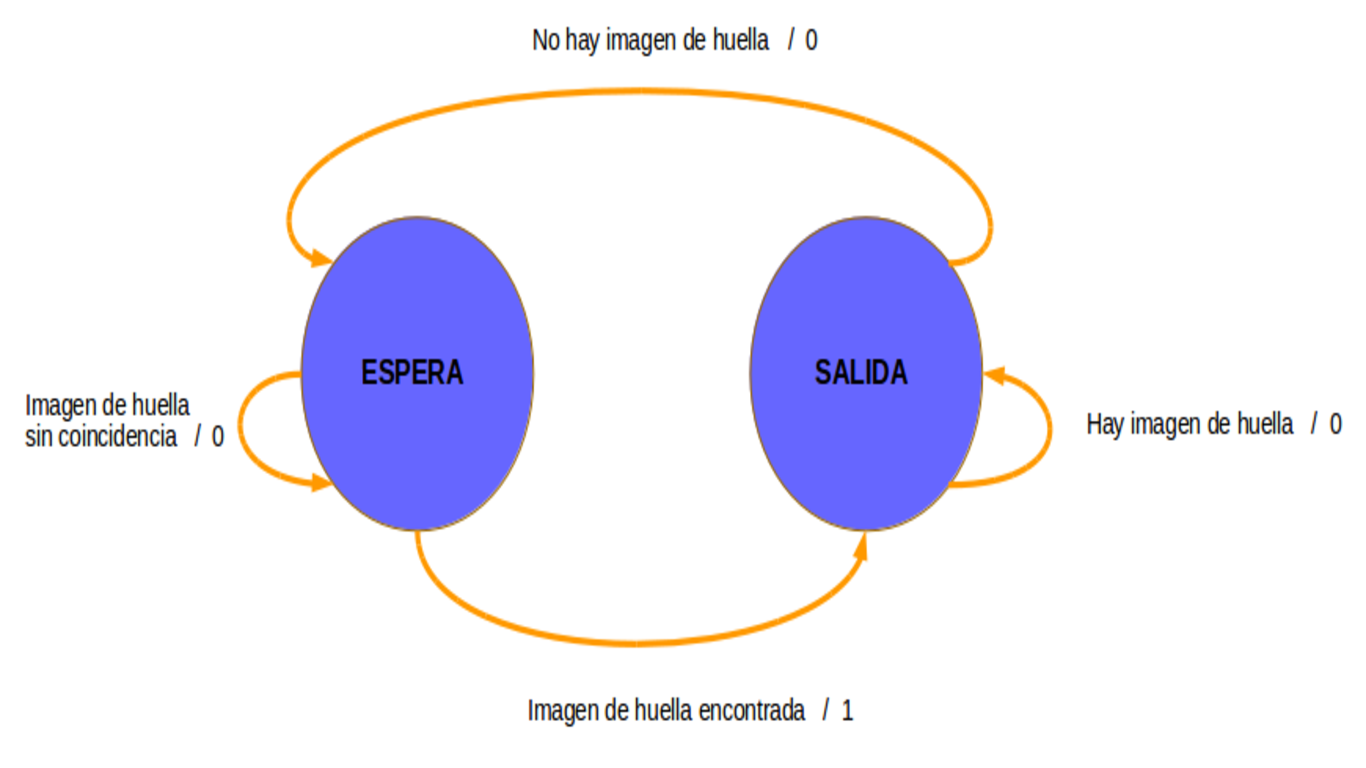 No hay imagen de huella / 0
ESPERA
SALIDA
Imagen de huella
sin coincidencia / 0
Hay imagen de huella / 0
Imagen de huella encontrada / 1